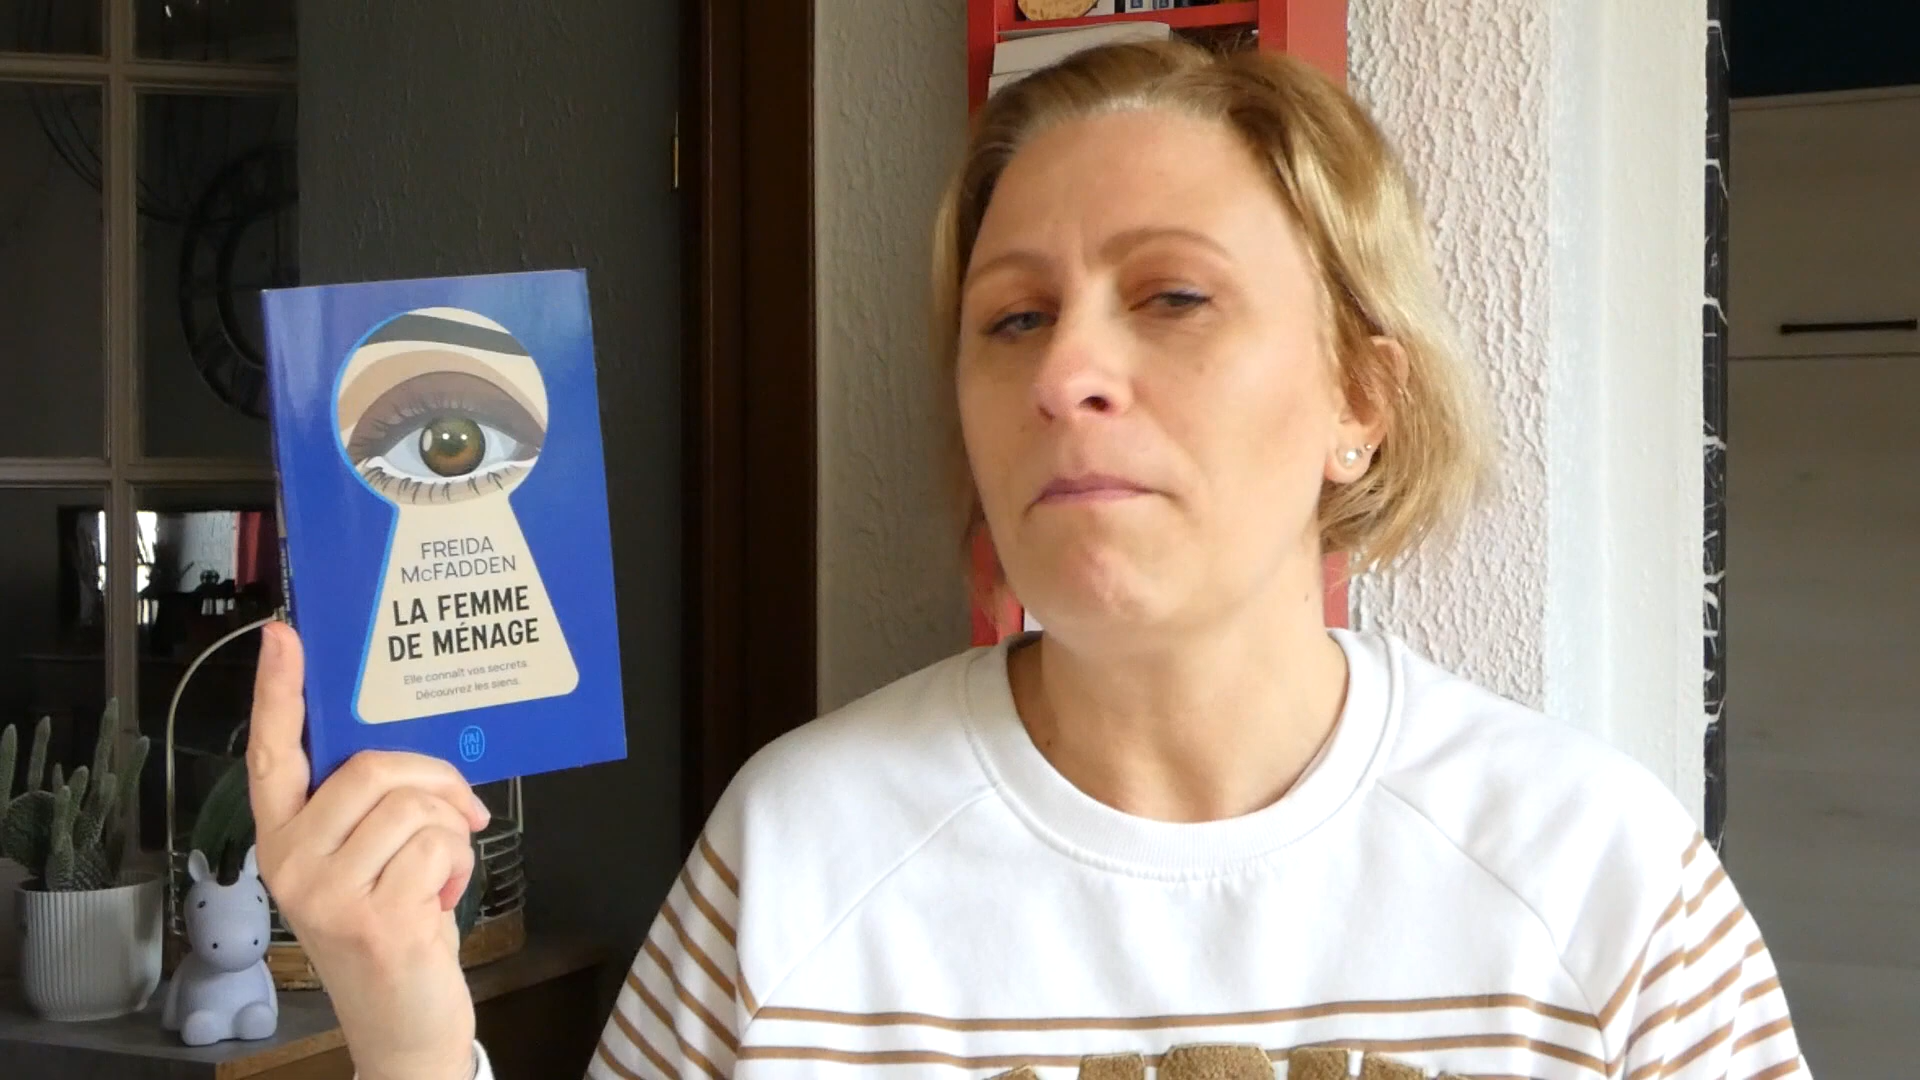 FREIDA
McFADDEN
LA FEMME
DE MÉNAGE
Elle connaît vos secrets.
Découvrez les siens.
J'AI
LU